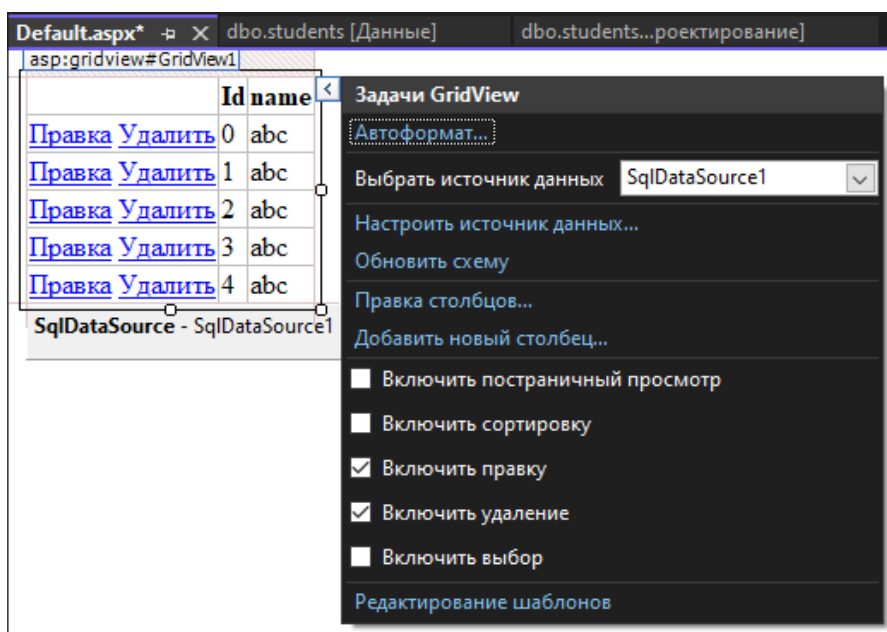 Default.aspx* dbo.students [Данные] dbo.students...роектирование]
asp:gridview#GridView1
Id name
Правка Удалить 0 abc
Правка Удалить 1 abc
Правка Удалить 2 abc
Правка Удалить 3 abc
Правка Удалить 4 abc
SqlDataSource - SqlDataSource1
Задачи GridView
Автоформат...
Выбрать источник данных SqlDataSource1
Настроить источник данных...
Обновить схему
Правка столбцов...
Добавить новый столбец...
Включить постраничный просмотр
Включить сортировку
Включить правку
Включить удаление
Включить выбор
Редактирование шаблонов